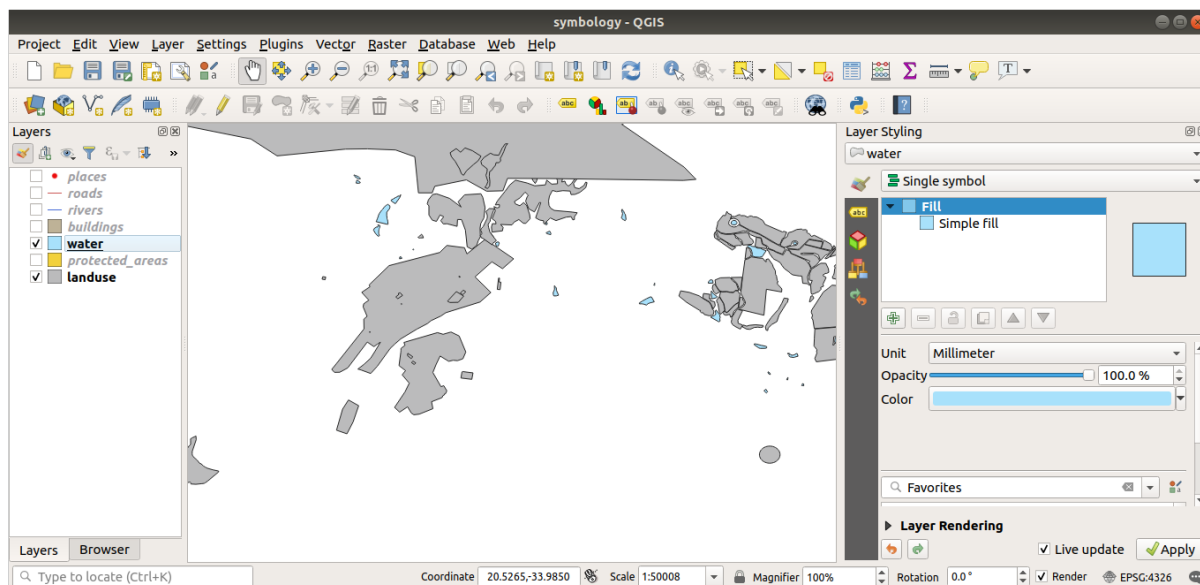 symbology - QGIS
Project Edit View Layer Settings Plugins Vector Raster Database Web Help
Layers
places
roads
rivers
buildings
water
protected_areas
landuse
Layers Browser
Layer Styling
water
Single symbol
abc
Fill
Simple fill
Unit Millimeter
Opacity 100.0 %
Color
Favorites
Layer Rendering
Live update Apply
Type to locate (Ctrl+K) Coordinate 20.5265,-33.9850 Scale 1:50008 Magnifier 100% Rotation 0.0° Render EPSG:4326